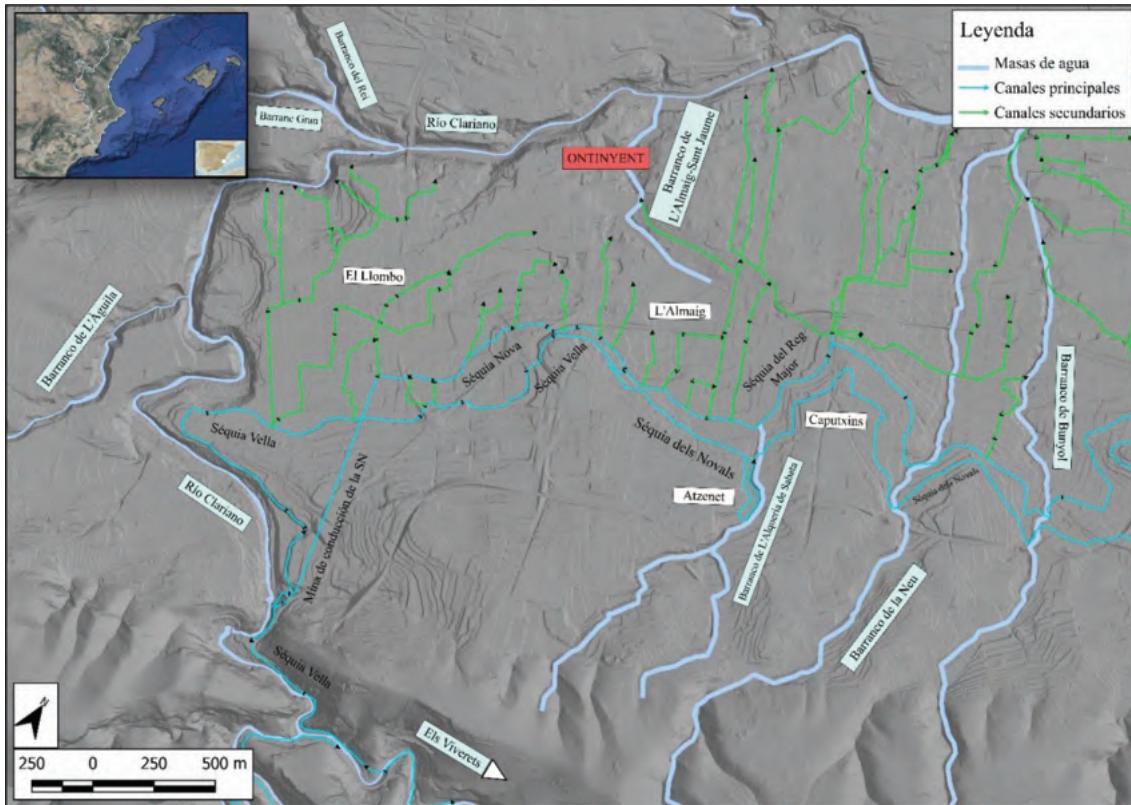 Leyenda
Masas de agua
Canales principales
Canales secundarios
Barranco del Rei
Barranc Gran
Río Clariano
ONTINYENT
Barranco de
L'Almaig-Sant Jaume
El Llombo
L'Almaig
Barranco de L'Aguila
Séquia Nova
Séquia Vella
Séquia del Reg
Major
Barranco de Bunyol
Séquia Vella
Caputxins
Séquia dels Novals
Séquia dels Novals
Río Clariano
Atzenet
Mina de conducción de la SN
Barranco de L'Alqueria de Sabata
Barranco de la Neu
Séquia Vella
Els Viverets
N
250 0 250 500 m